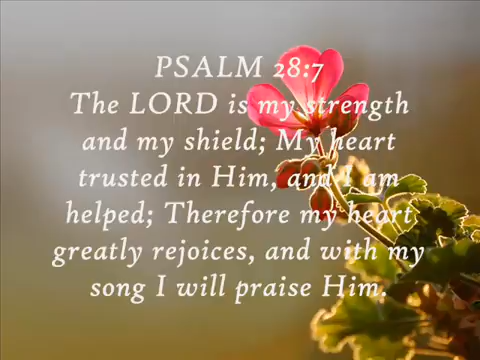 PSALM 28:7
The LORD is my strength
and my shield; My heart
trusted in Him, and I am
helped; Therefore my heart
greatly rejoices, and with my
song I will praise Him.